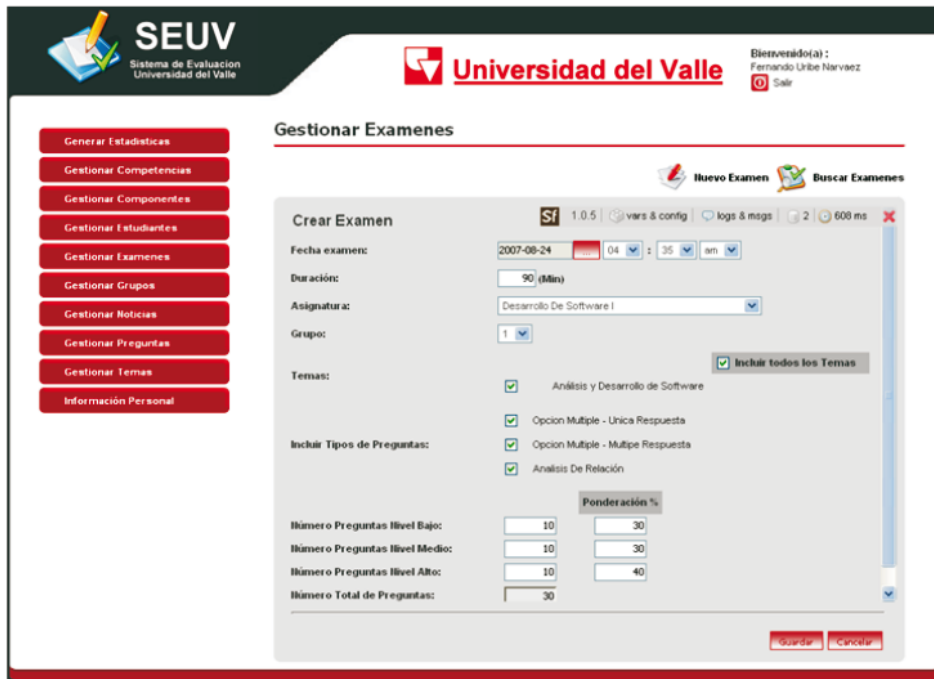 SEUV
Sistema de Evaluacion
Universidad del Valle
Universidad del Valle
Bienvenido(a) :
Fernando Uribe Narvaez
Salir
Generar Estadisticas
Gestionar Competencias
Gestionar Componentes
Gestionar Estudiantes
Gestionar Examenes
Gestionar Grupos
Gestionar Noticias
Gestionar Preguntas
Gestionar Temas
Información Personal
Gestionar Examenes
Nuevo Examen Buscar Examenes
Crear Examen
Sf 1.0.5 vars & config logs & msgs 2 608 ms
Fecha examen: 2007-08-24 ... 04 : 35 am
Duración: 90 (Min)
Asignatura: Desarrollo De Software I
Grupo: 1
Incluir todos los Temas
Temas:
Análisis y Desarrollo de Software
Opcion Multiple - Unica Respuesta
Incluir Tipos de Preguntas: Opcion Multiple - Multipe Respuesta
Analisis De Relación
Ponderación %
Número Preguntas Nivel Bajo: 10 30
Número Preguntas Nivel Medio: 10 30
Número Preguntas Nivel Alto: 10 40
Número Total de Preguntas: 30
Guardar Cancelar